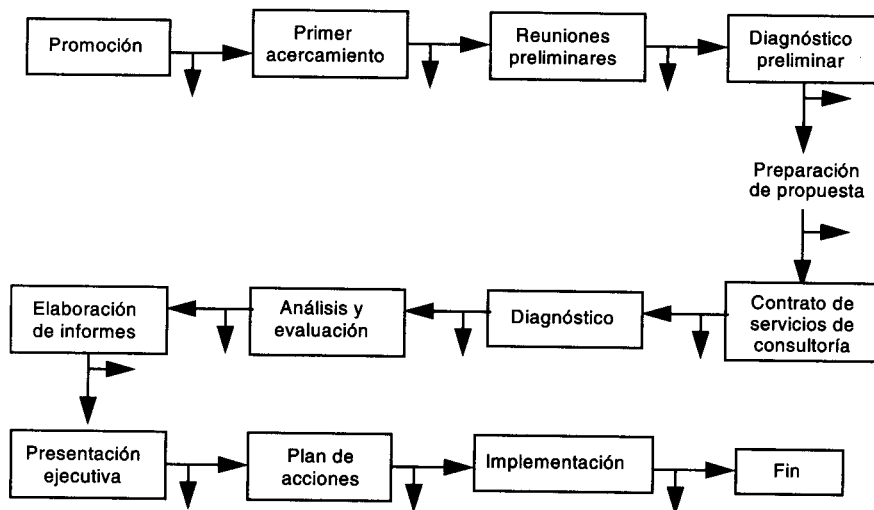 Promoción
Primer
acercamiento
Reuniones
preliminares
Diagnóstico
preliminar
Preparación
de propuesta
Contrato de
servicios de
consultoría
Diagnóstico
Análisis y
evaluación
Elaboración
de informes
Presentación
ejecutiva
Plan de
acciones
Implementación
Fin